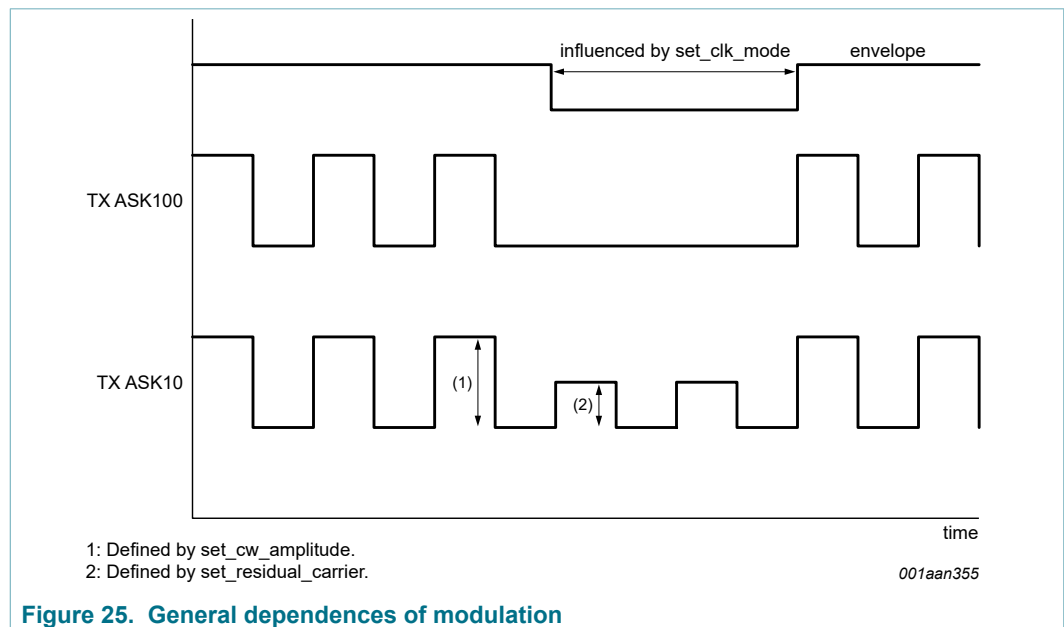 influenced by set_clk_mode
envelope
TX ASK100
TX ASK10
(1)
(2)
time
1: Defined by set_cw_amplitude.
2: Defined by set_residual_carrier.
001aan355
Figure 25. General dependences of modulation